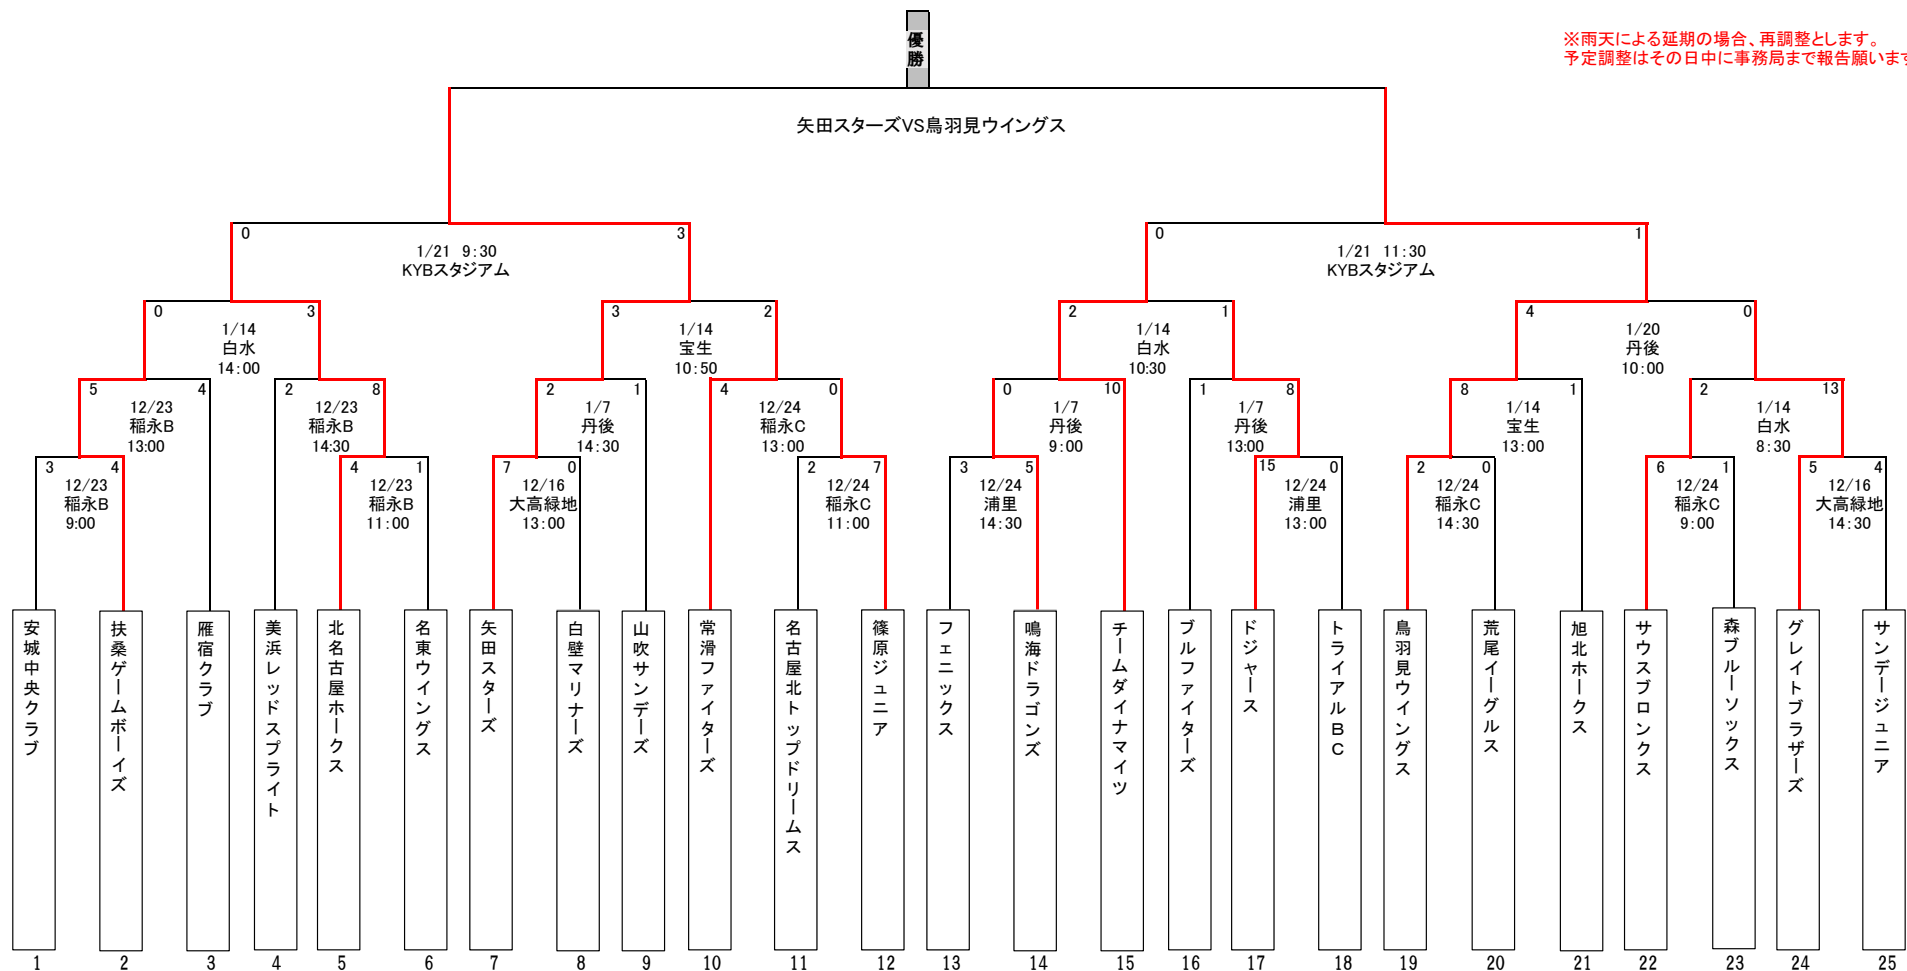 優勝
※雨天による延期の場合、再調整とします。
予定調整はその日中に事務局まで報告願います
矢田スターズVS鳥羽見ウイングス
0 3 0 1
1/21 9:30 1/21 11:30
KYBスタジアム KYBスタジアム
0 3 3 2 2 1 4 0
1/14 1/14 1/14 1/20
白水 宝生 白水 丹後
14:00 10:50 10:30 10:00
5 4 2 8 2 1 4 0 0 10 1 8 8 1 2 13
12/23 12/23 1/7 12/24 1/7 1/7 1/14 1/14
稲永B 稲永B 丹後 稲永C 丹後 丹後 宝生 白水
13:00 14:30 14:30 13:00 9:00 13:00 13:00 8:30
3 4 4 1 7 0 2 7 3 5 15 0 2 0 6 1 5 4
12/23 12/23 12/16 12/24 12/24 12/24 12/24 12/24 12/16
稲永B 稲永B 大高緑地 稲永C 浦里 浦里 稲永C 稲永C 大高緑地
9:00 11:00 13:00 11:00 14:30 13:00 14:30 9:00 14:30
安城中央クラブ
扶桑ゲームボーイズ
雁宿クラブ
美浜レッドスプライト
北名古屋ホークス
名東ウイングス
矢田スターズ
白壁マリナーズ
山吹サンデーズ
常滑ファイターズ
名古屋北トップドリームス
篠原ジュニア
フェニックス
鳴海ドラゴンズ
チームダイナマイツ
ブルファイターズ
ドジャース
トライアルBC
鳥羽見ウイングス
荒尾イーグルス
旭北ホークス
サウスブロンクス
森ブルーソックス
グレイトブラザーズ
サンデージュニア
1 2 3 4 5 6 7 8 9 10 11 12 13 14 15 16 17 18 19 20 21 22 23 24 25